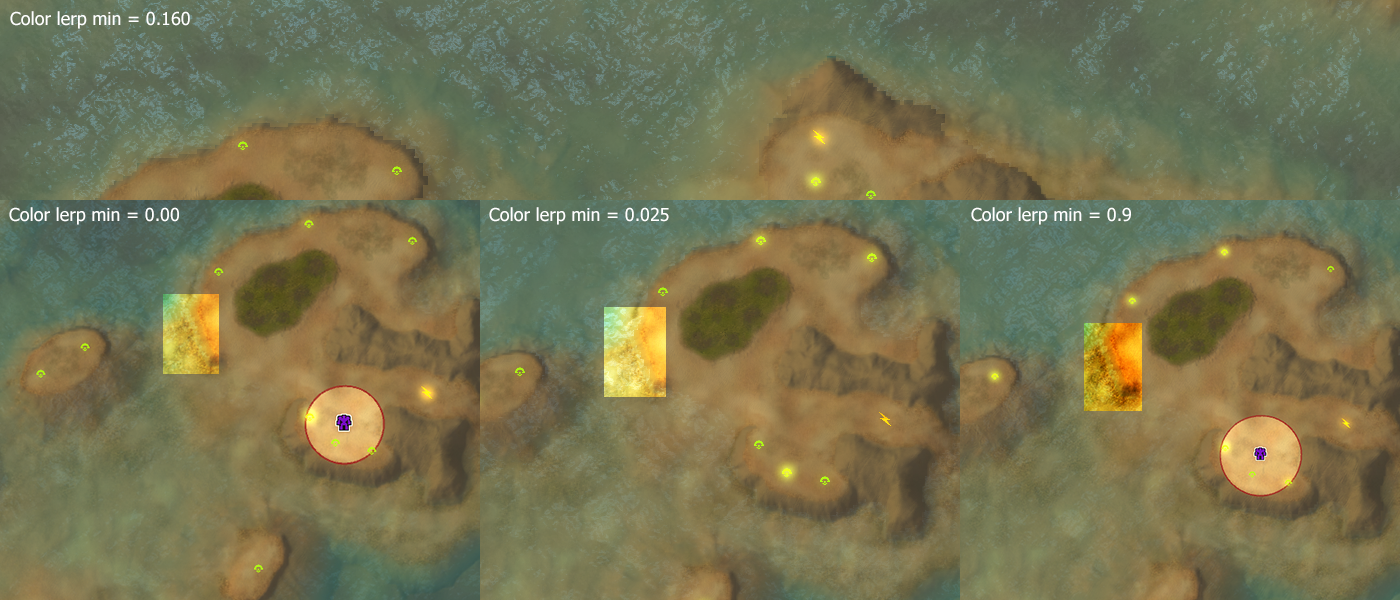 Color lerp min = 0.160
Color lerp min = 0.00
Color lerp min = 0.025
Color lerp min = 0.9